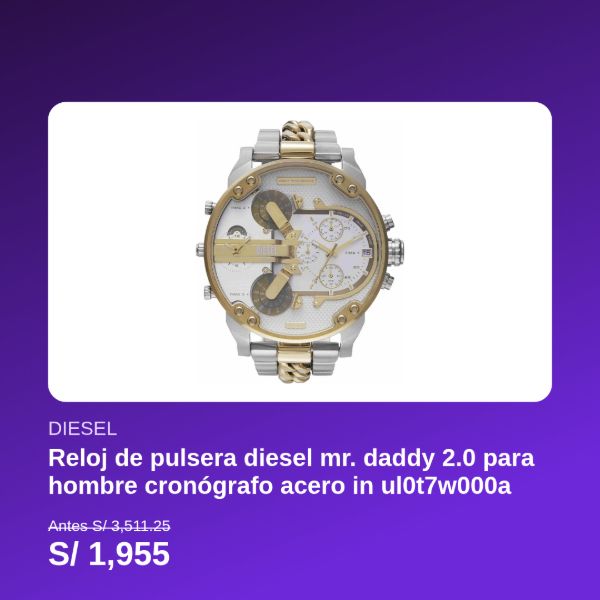 DIESEL
Reloj de pulsera diesel mr. daddy 2.0 para
hombre cronógrafo acero in ul0t7w000a
Antes S/ 3,511.25
S/ 1,955